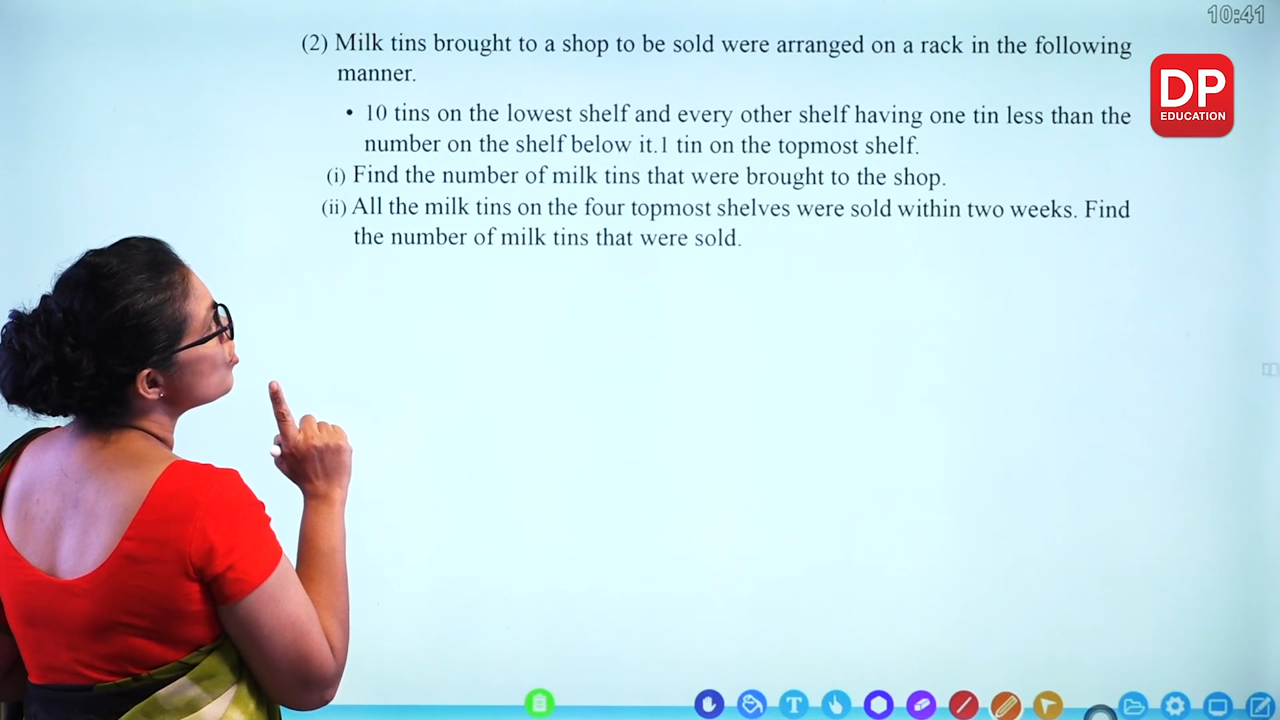 10:41
(2) Milk tins brought to a shop to be sold were arranged on a rack in the following
manner.
DP
EDUCATION
• 10 tins on the lowest shelf and every other shelf having one tin less than the
number on the shelf below it.1 tin on the topmost shelf.
(i) Find the number of milk tins that were brought to the shop.
(ii) All the milk tins on the four topmost shelves were sold within two weeks. Find
the number of milk tins that were sold.
T